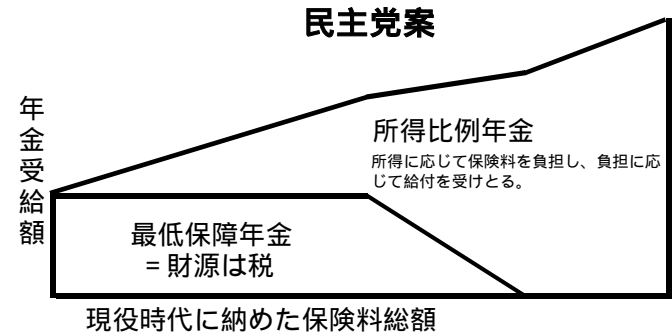 民主党案
年金受給額
所得比例年金
所得に応じて保険料を負担し、負担に応
じて給付を受けとる。
最低保障年金
=財源は税
現役時代に納めた保険料総額